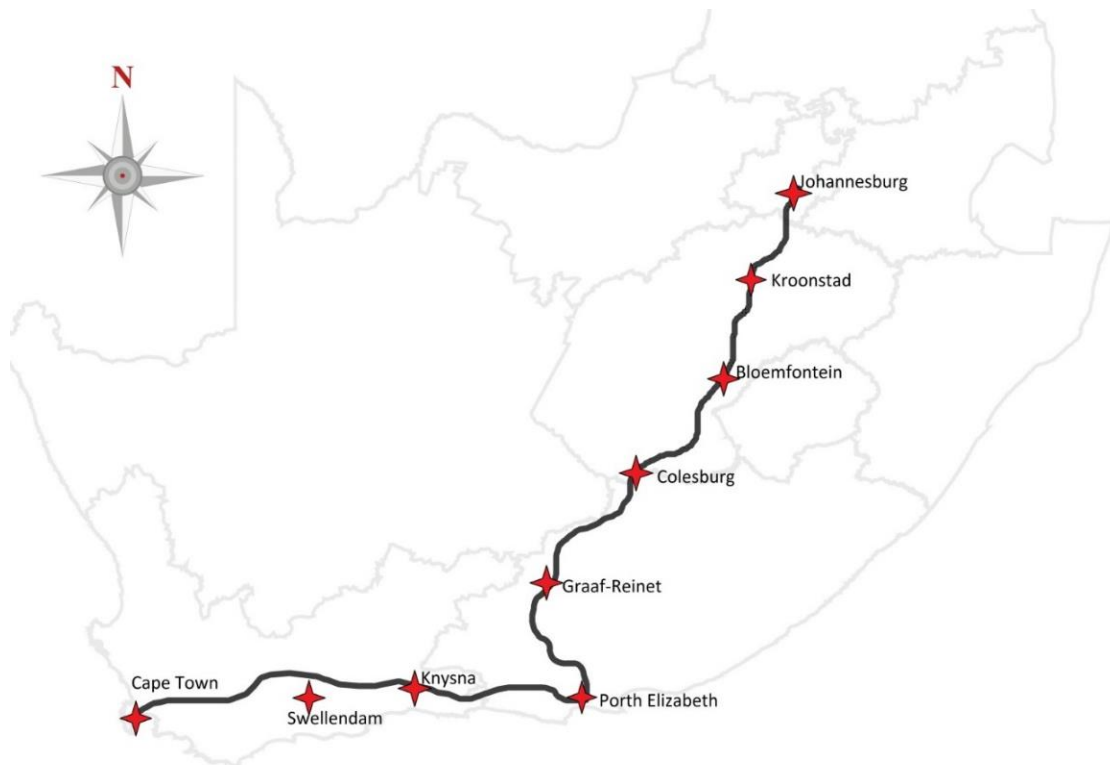 N
Johannesburg
Kroonstad
Bloemfontein
Colesburg
Graaf-Reinet
Knysna
Cape Town
Porth Elizabeth
Swellendam